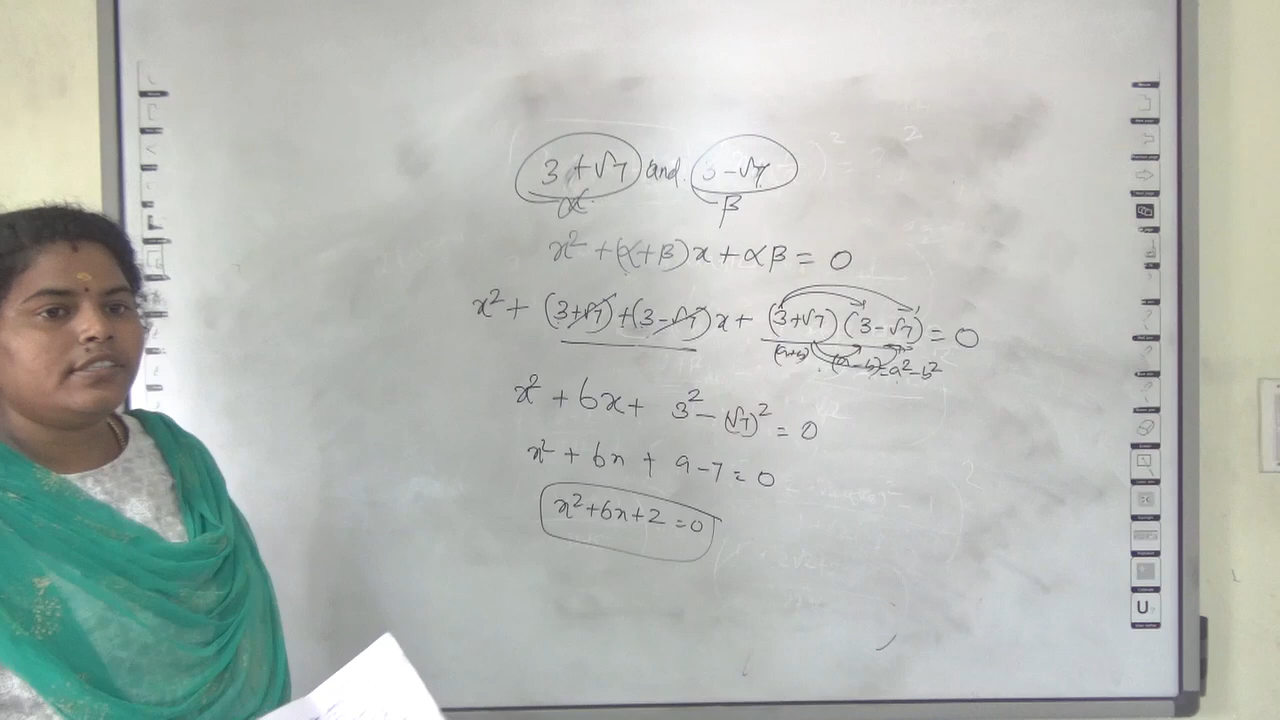 3 + √7 and 3 - √7
α β
x² + (α+β)x + αβ = 0
x² + (3+√7) + (3-√7)x + (3+√7)(3-√7) = 0
(a+b) . (a-b) = a²-b²
x² + 6x + 3² - (√7)² = 0
x² + 6x + 9-7 = 0
x²+6x+2 = 0
U